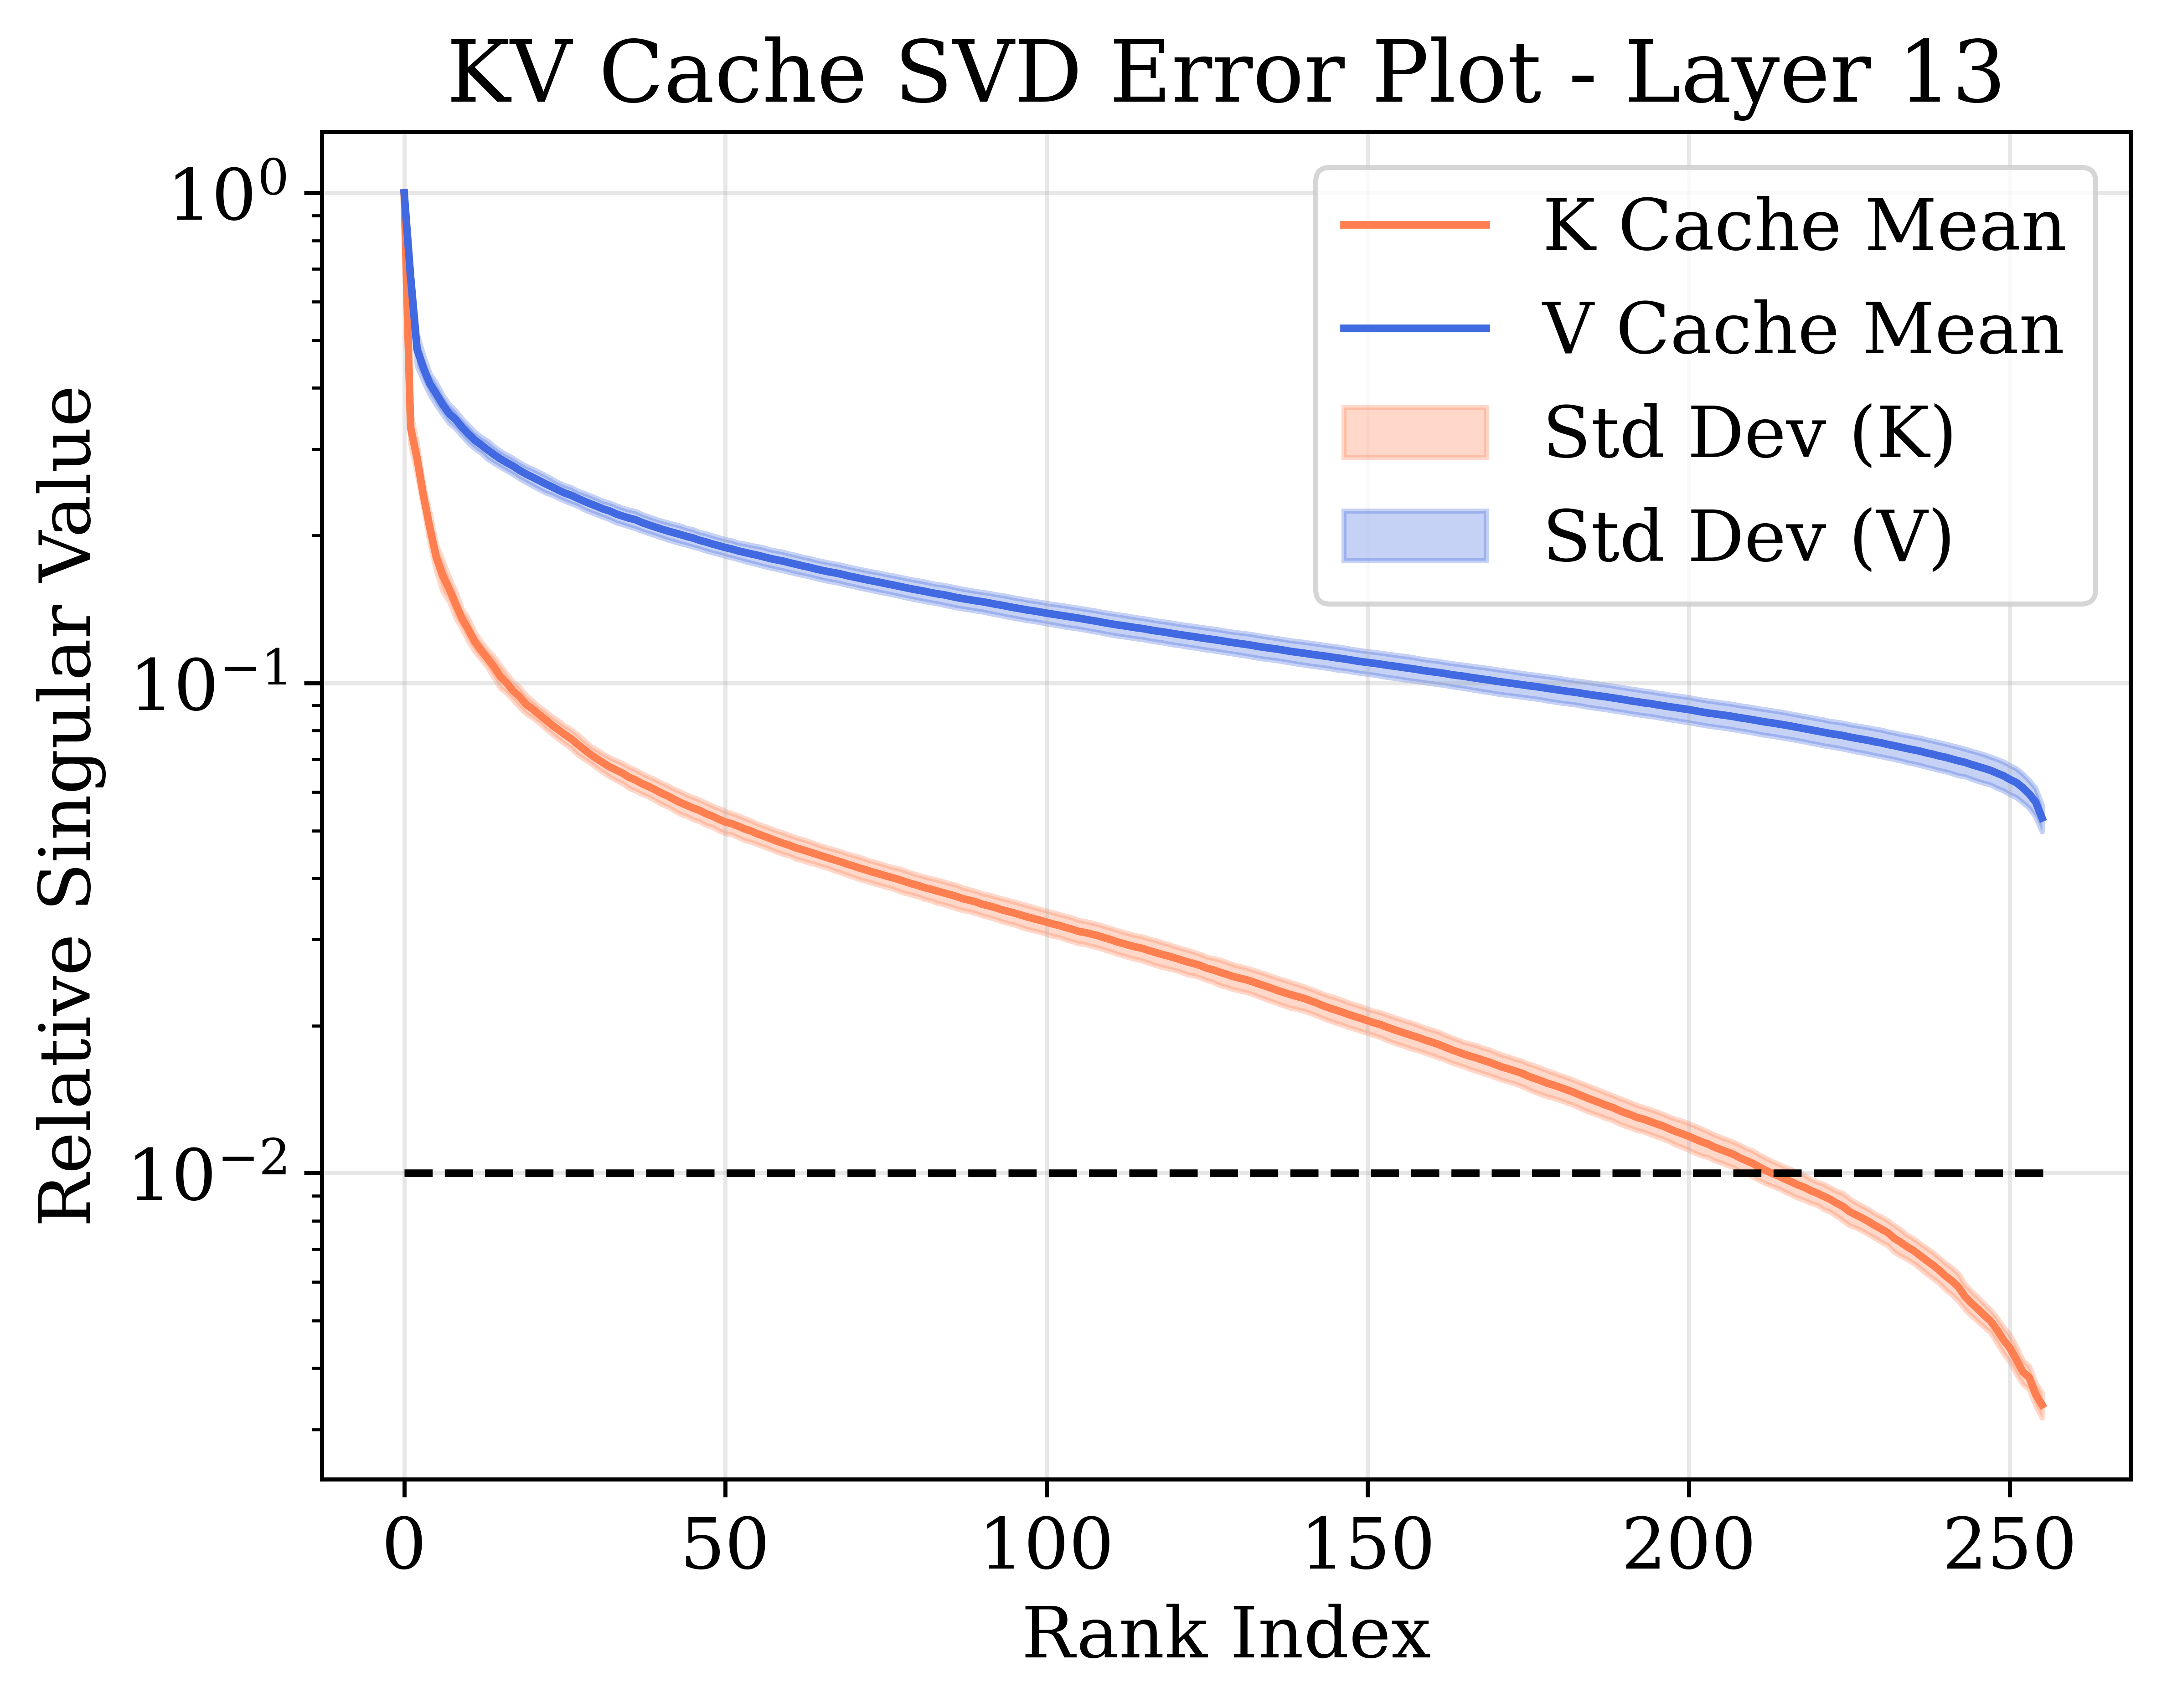 KV Cache SVD Error Plot - Layer 13
Relative Singular Value
10⁰
10⁻¹
10⁻²
K Cache Mean
V Cache Mean
Std Dev (K)
Std Dev (V)
0 50 100 150 200 250
Rank Index